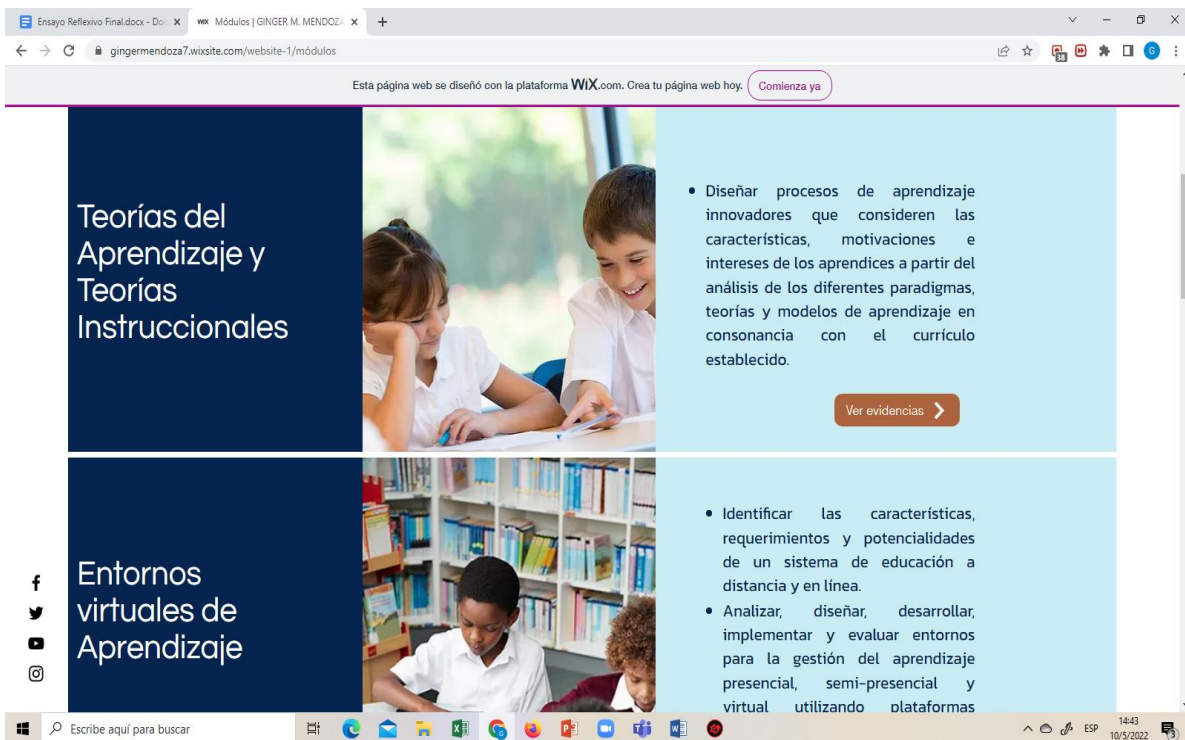 Ensayo Reflexivo Final.docx - Doc
WIX Módulos | GINGER M. MENDOZA
gingermendoza7.wixsite.com/website-1/módulos
38
G
Esta página web se diseñó con la plataforma WiX.com. Crea tu página web hoy. Comienza ya
Teorías del
Aprendizaje y
Teorías
Instruccionales
• Diseñar procesos de aprendizaje
innovadores que consideren las
características, motivaciones e
intereses de los aprendices a partir del
análisis de los diferentes paradigmas,
teorías y modelos de aprendizaje en
consonancia con el currículo
establecido.
Ver evidencias
Entornos
virtuales de
Aprendizaje
• Identificar las características,
requerimientos y potencialidades
de un sistema de educación a
distancia y en línea.
• Analizar, diseñar, desarrollar,
implementar y evaluar entornos
para la gestión del aprendizaje
presencial, semi-presencial y
virtual utilizando plataformas
Escribe aquí para buscar
ESP
14:43
10/5/2022
3